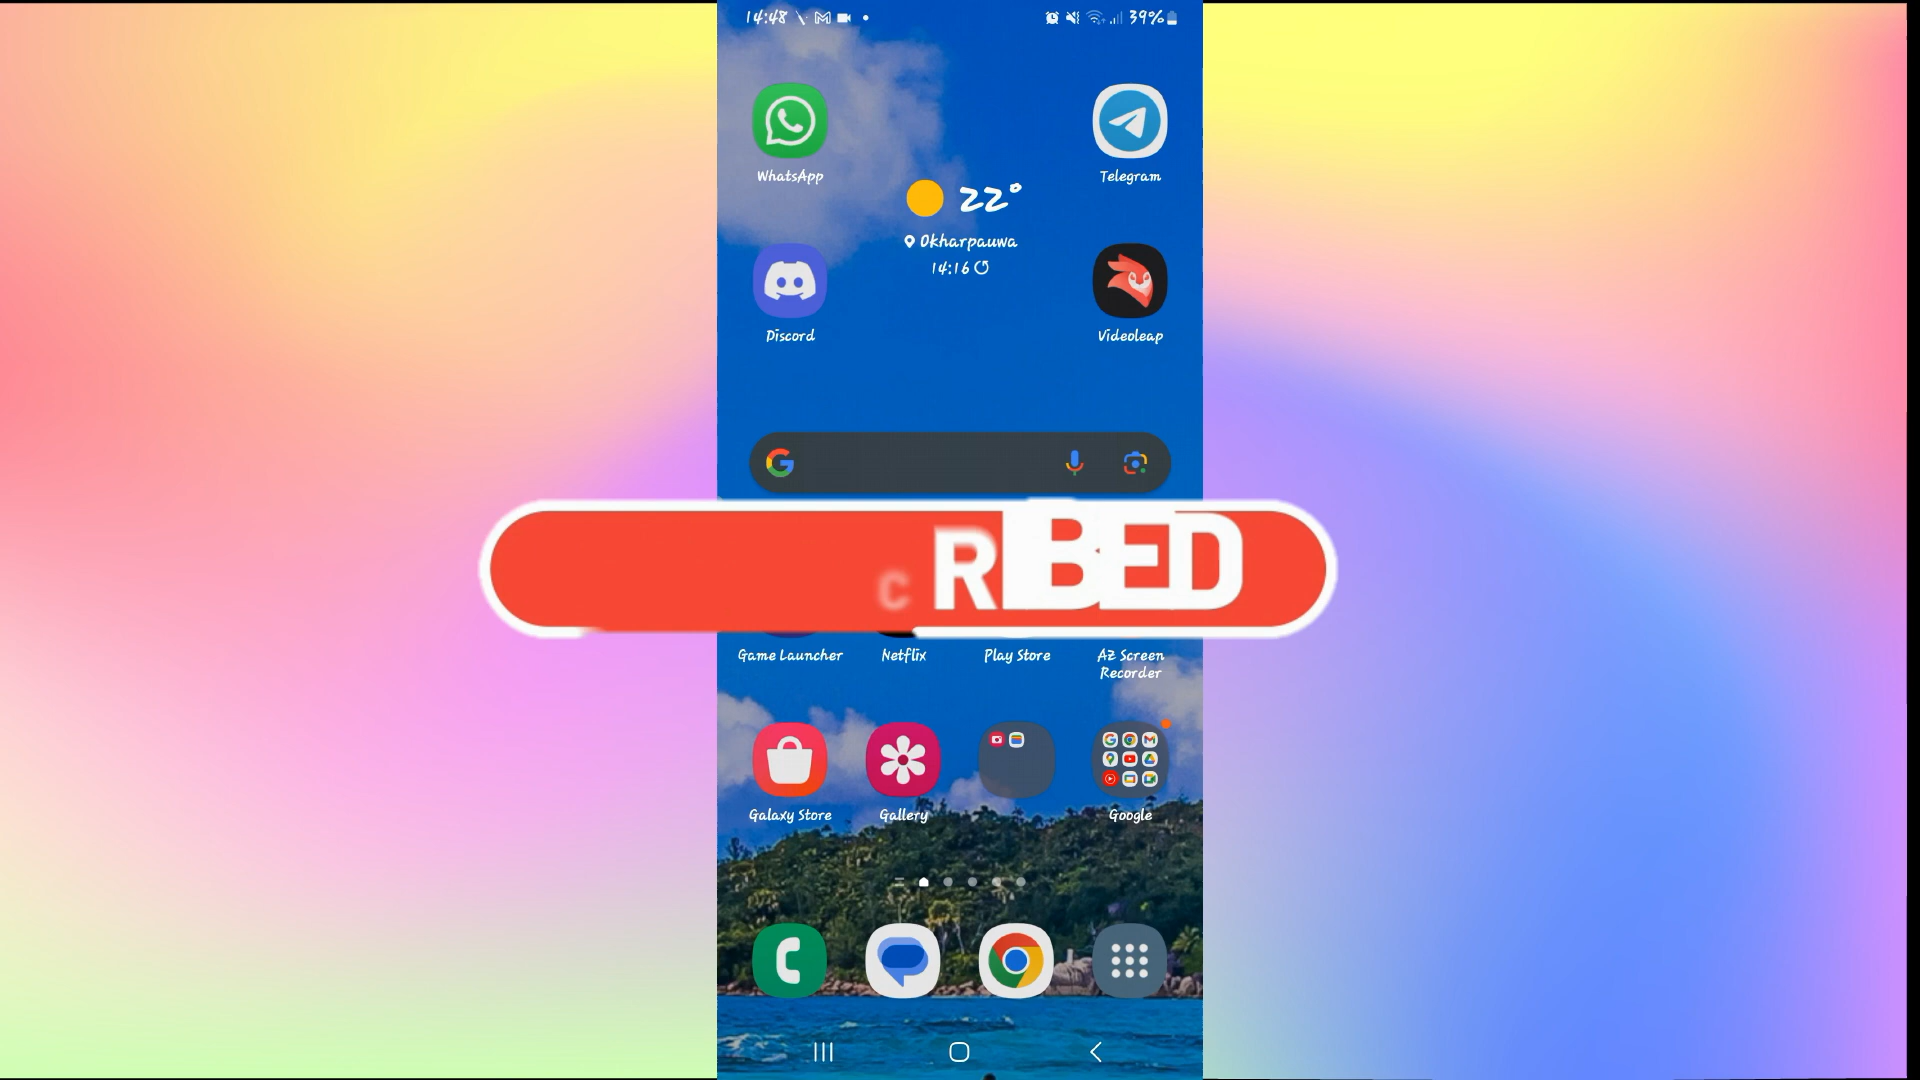 14:48
39%
WhatsApp
Telegram
22°
Okharpauwa
14:16
Discord
Videoleap
C RBED
Game Launcher
Netflix
Play Store
AZ Screen
Recorder
Galaxy Store
Gallery
Google